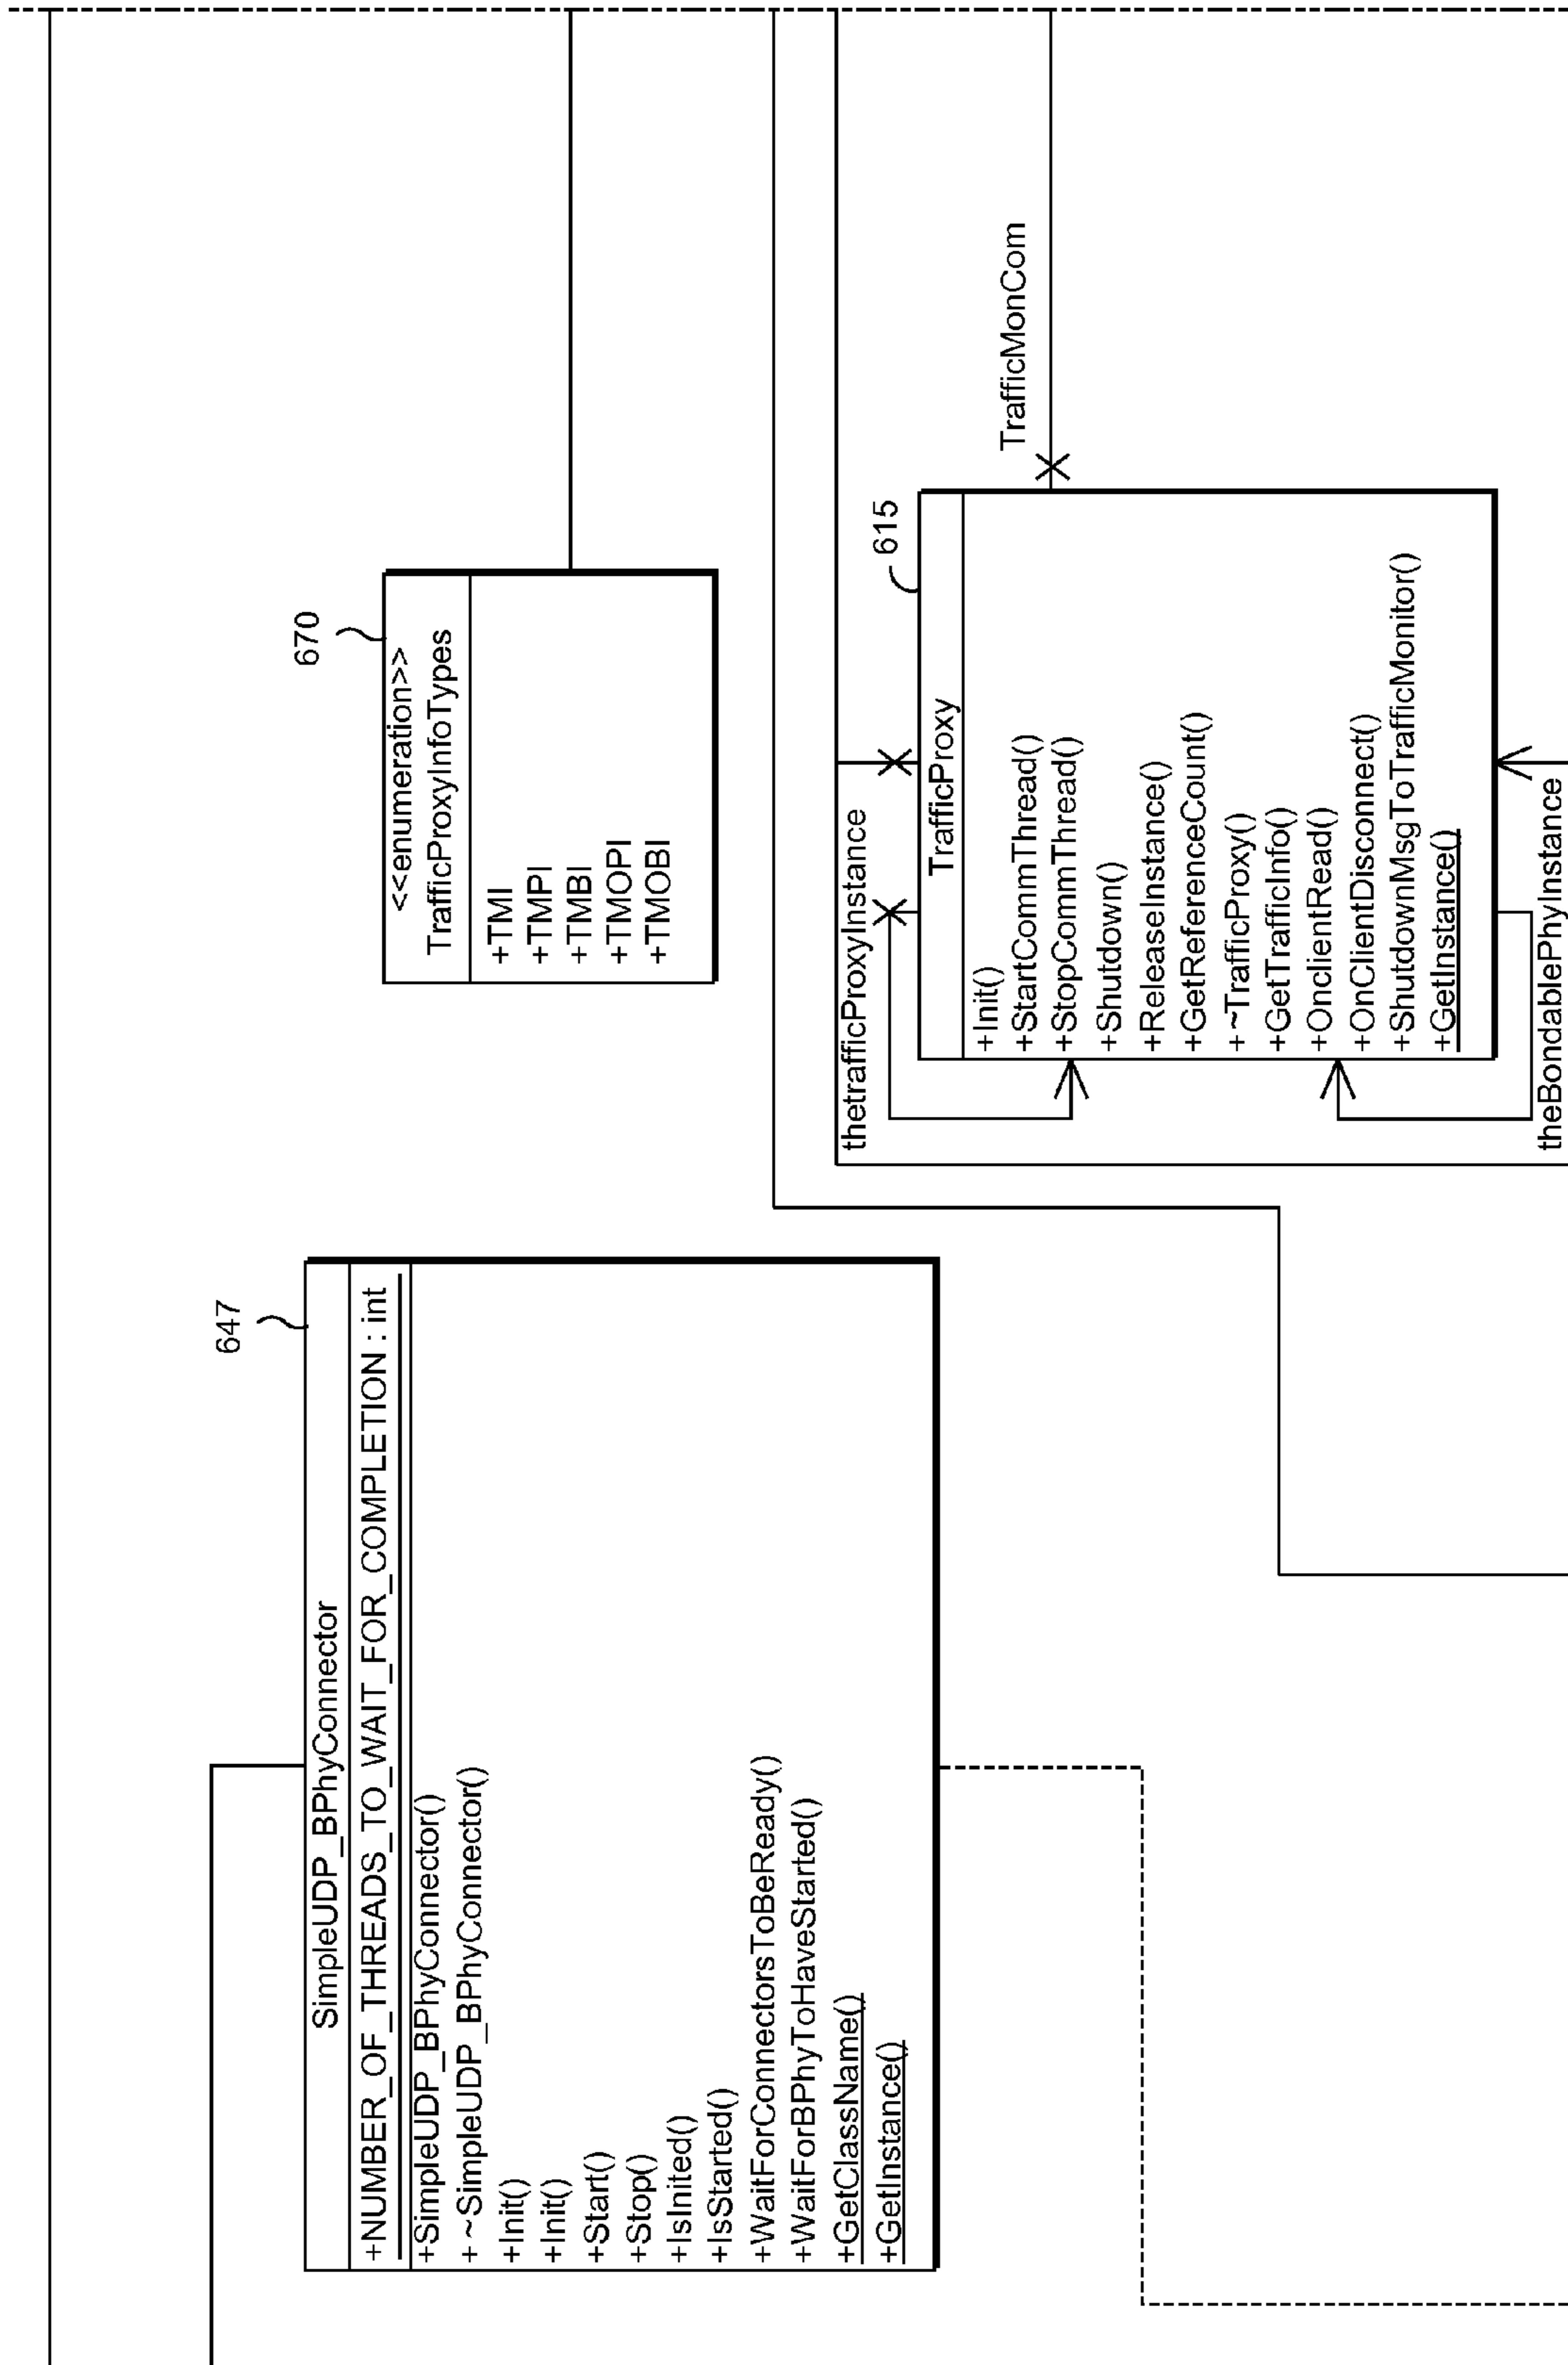 647
SimpleUDP_BPhyConnector
+NUMBER_OF_THREADS_TO_WAIT_FOR_COMPLETION : int
+SimpleUDP_BPhyConnector()
+ ~SimpleUDP_BPhyConnector()
+Init()
+Init()
+Start()
+Stop()
+IsInited()
+IsStarted()
+WaitForConnectorsToBeReady()
+WaitForBPhyToHaveStarted()
+GetClassName()
+GetInstance()
670
<<enumeration>>
TrafficProxyInfoTypes
+TMI
+TMPI
+TMBI
+TMOPI
+TMOBI
thetrafficProxyInstance
615
TrafficProxy
+Init()
+StartCommThread()
+StopCommThread()
+Shutdown()
+ReleaseInstance()
+GetReferenceCount()
+~TrafficProxy()
+GetTrafficInfo()
+OnclientRead()
+OnClientDisconnect()
+ShutdownMsgToTrafficMonitor()
+GetInstance()
theBondablePhyInstance
TrafficMonCom